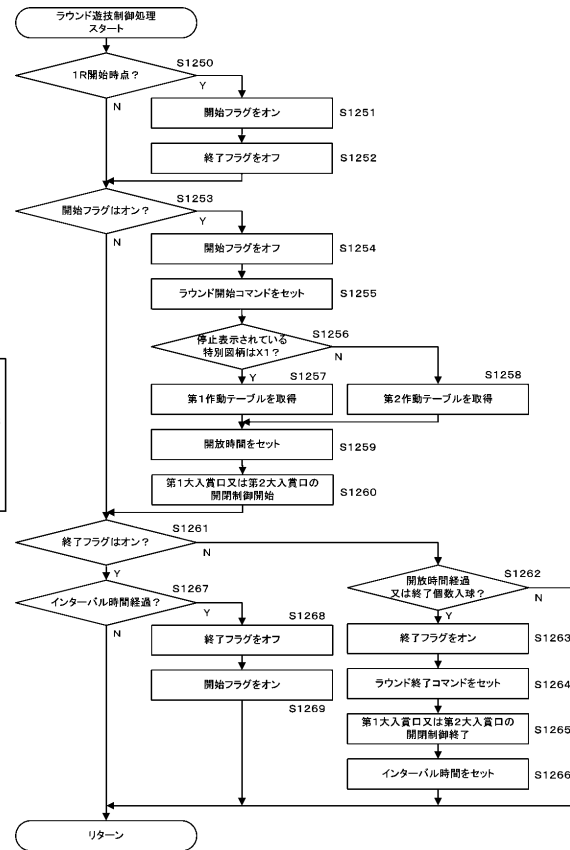 ラウンド遊技制御処理
スタート
S1250
1R開始時点?
Y
N
開始フラグをオン
S1251
終了フラグをオフ
S1252
S1253
開始フラグはオン?
Y
N
開始フラグをオフ
S1254
ラウンド開始コマンドをセット
S1255
S1256
停止表示されている
特別図柄はX1?
N
Y
S1257
S1258
第1作動テーブルを取得
第2作動テーブルを取得
開放時間をセット
S1259
第1大入賞口又は第2大入賞口の
開閉制御開始
S1260
S1261
終了フラグはオン?
N
Y
S1262
開放時間経過
又は終了個数入球?
N
Y
S1267
インターバル時間経過?
Y
N
S1268
終了フラグをオフ
終了フラグをオン
S1263
開始フラグをオン
S1269
ラウンド終了コマンドをセット
S1264
第1大入賞口又は第2大入賞口の
開閉制御終了
S1265
インターバル時間をセット
S1266
リターン